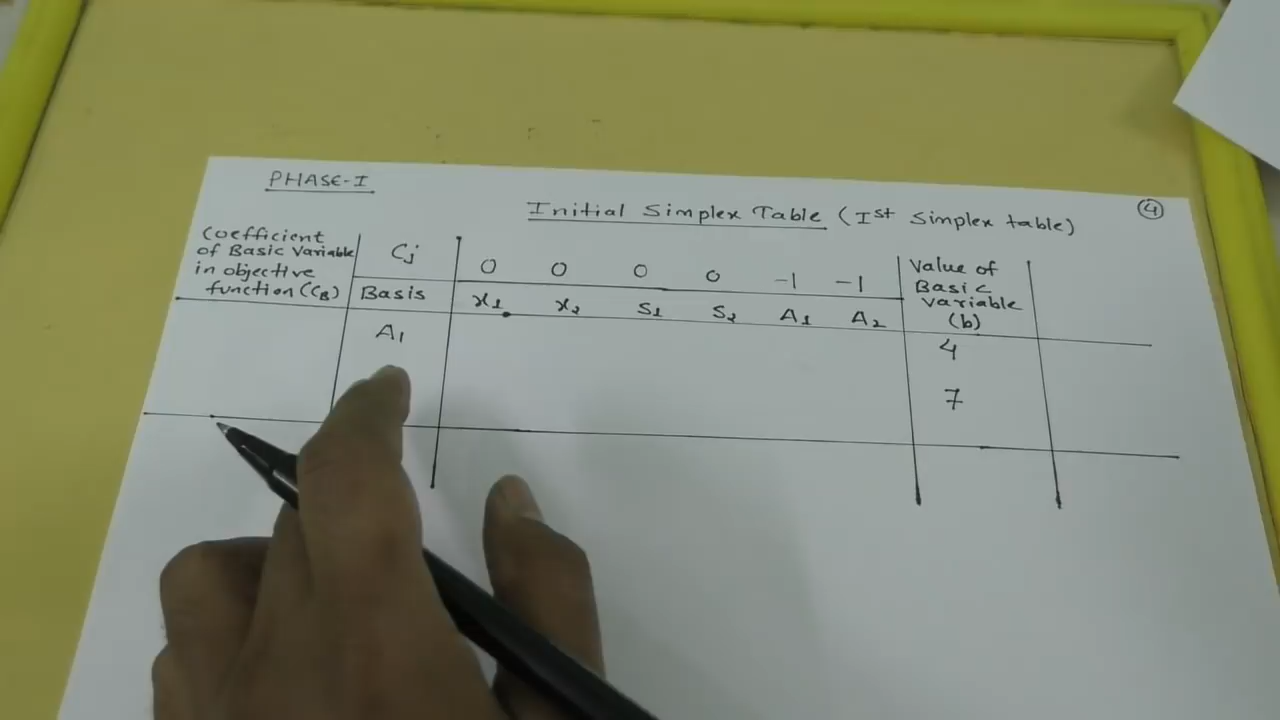 PHASE-I
④
Initial Simplex Table (Ist Simplex table)
Coefficient
of Basic Variable
in objective
function (CB)
Cj
0 0 0 0 -1 -1
Value of
Basic
Variable
(b)
Basis
x1 x2 S1 S2 A1 A2
A1
4
7